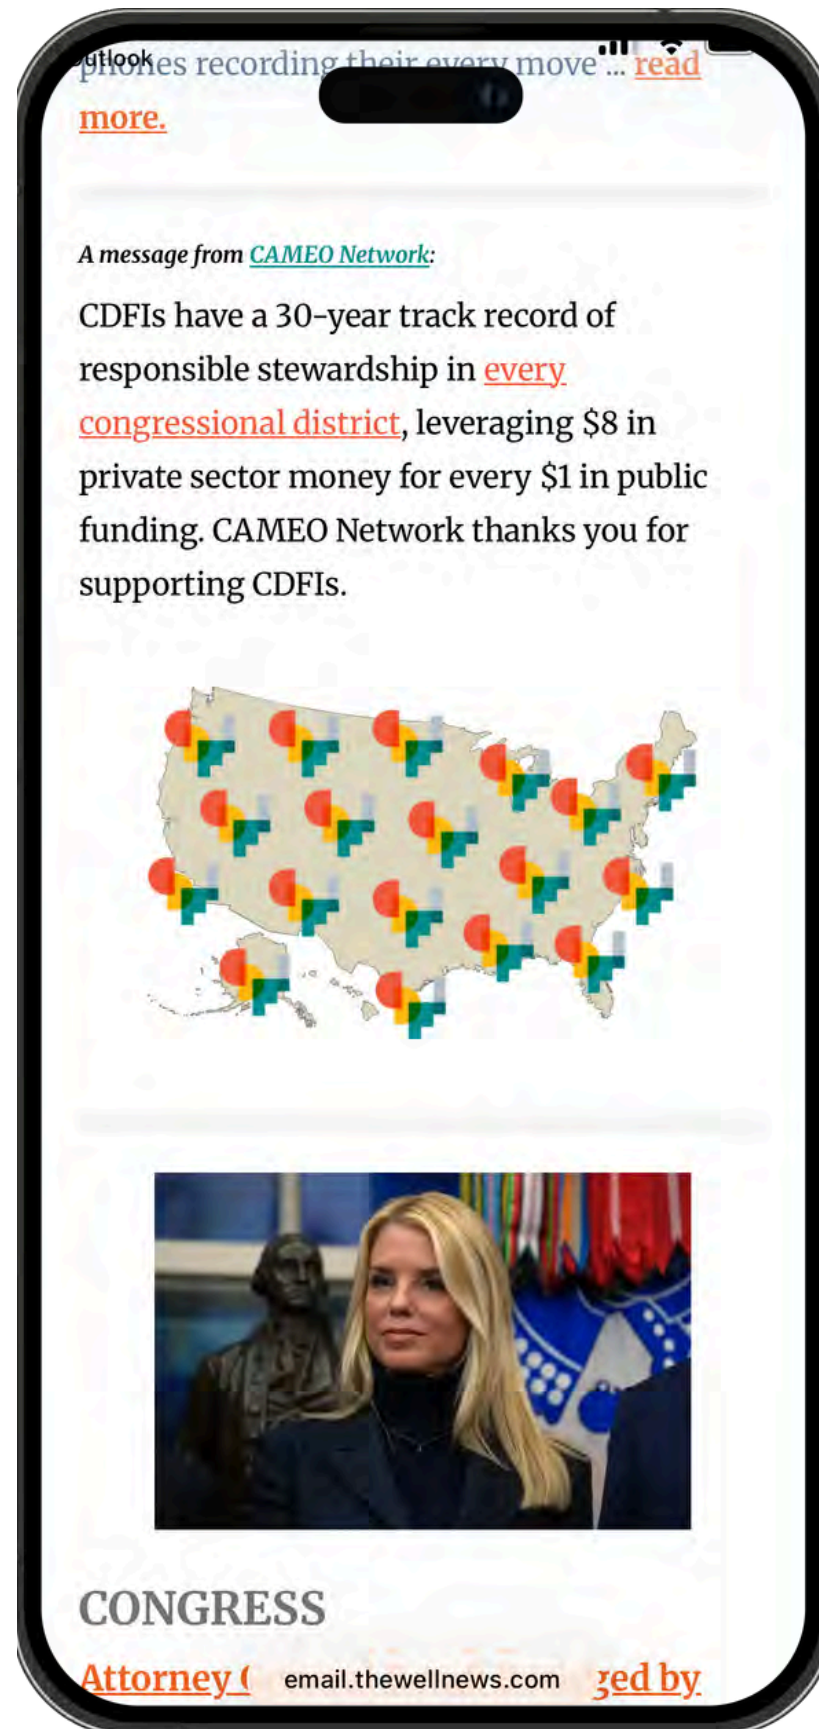 Outlook
phones recording their every move ... read
more.
A message from CAMEO Network:
CDFIs have a 30-year track record of
responsible stewardship in every
congressional district, leveraging $8 in
private sector money for every $1 in public
funding. CAMEO Network thanks you for
supporting CDFIs.
CONGRESS
Attorney
email.thewellnews.com
ged by